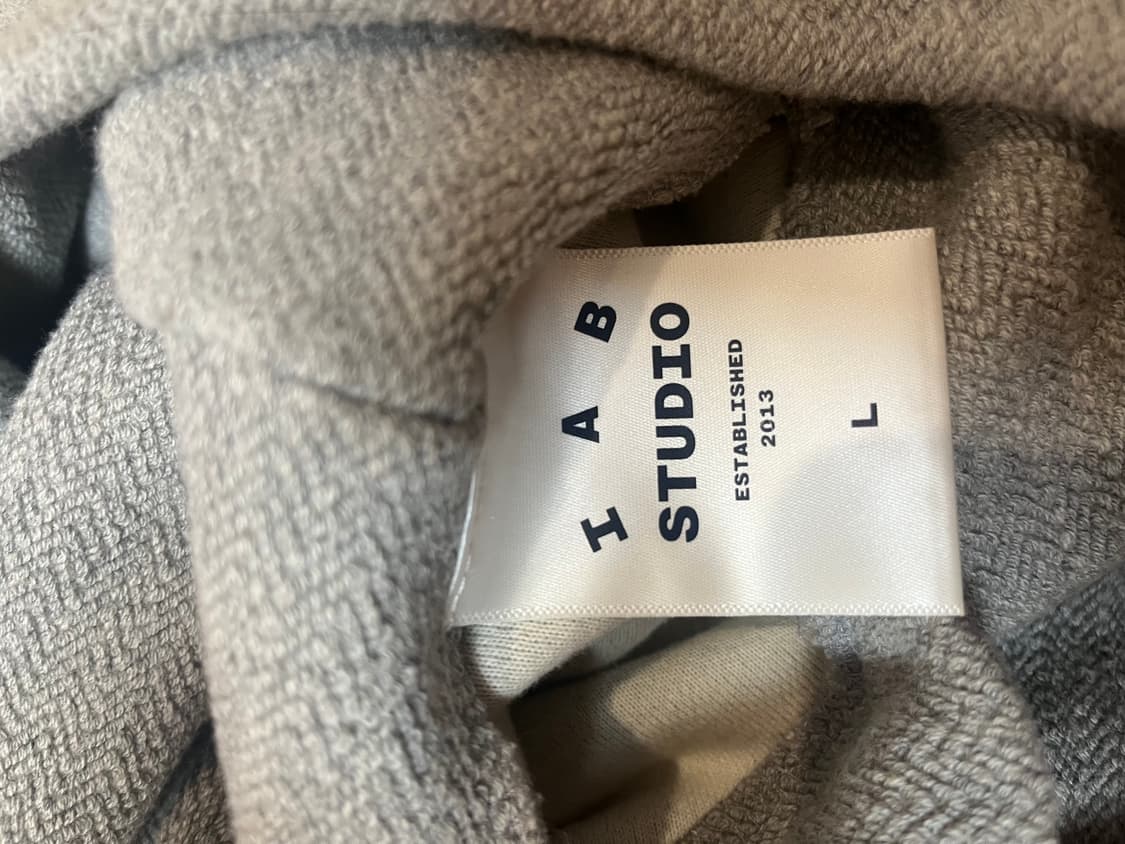 I A B
STUDIO
ESTABLISHED
2013
L